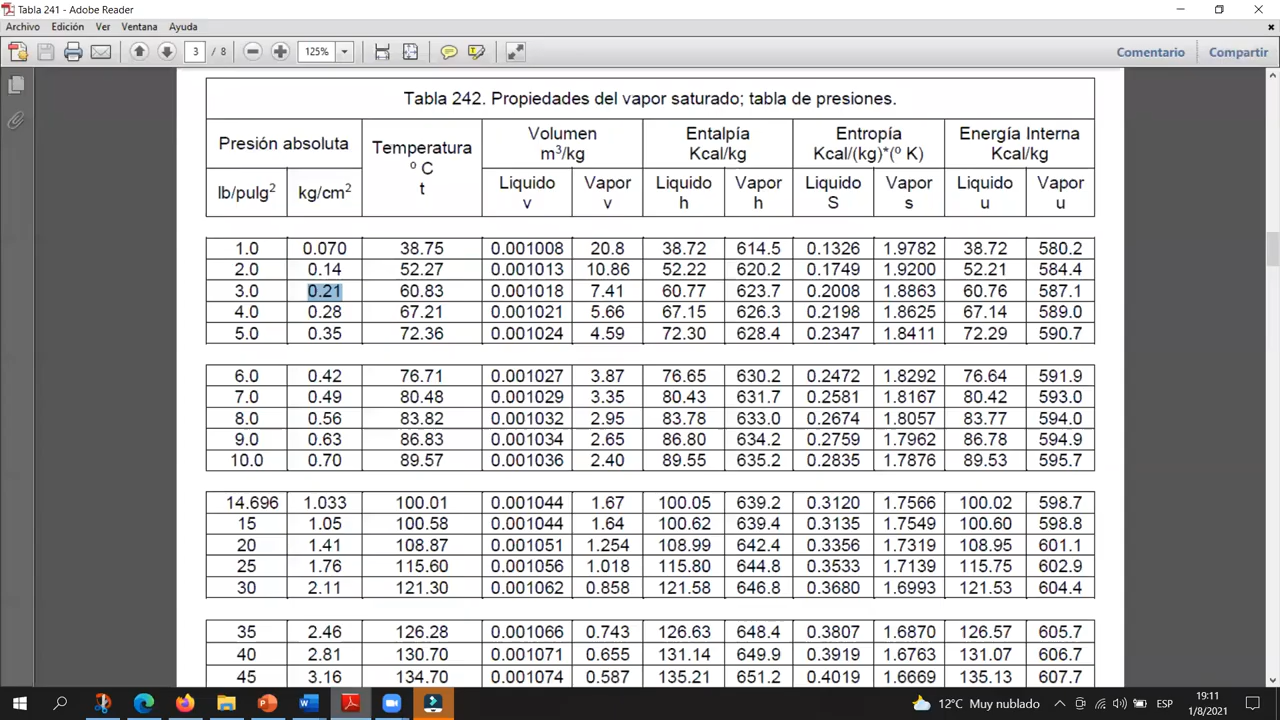 Tabla 241 - Adobe Reader
Archivo Edición Ver Ventana Ayuda
3 / 8 125% Comentario Compartir
Tabla 242. Propiedades del vapor saturado; tabla de presiones.
Presión absoluta Temperatura º C t Volumen m³/kg Entalpía Kcal/kg Entropía Kcal/(kg)*(º K) Energía Interna Kcal/kg
lb/pulg² kg/cm² Liquido v Vapor v Liquido h Vapor h Liquido S Vapor s Liquido u Vapor u
1.0 0.070 38.75 0.001008 20.8 38.72 614.5 0.1326 1.9782 38.72 580.2
2.0 0.14 52.27 0.001013 10.86 52.22 620.2 0.1749 1.9200 52.21 584.4
3.0 0.21 60.83 0.001018 7.41 60.77 623.7 0.2008 1.8863 60.76 587.1
4.0 0.28 67.21 0.001021 5.66 67.15 626.3 0.2198 1.8625 67.14 589.0
5.0 0.35 72.36 0.001024 4.59 72.30 628.4 0.2347 1.8411 72.29 590.7
6.0 0.42 76.71 0.001027 3.87 76.65 630.2 0.2472 1.8292 76.64 591.9
7.0 0.49 80.48 0.001029 3.35 80.43 631.7 0.2581 1.8167 80.42 593.0
8.0 0.56 83.82 0.001032 2.95 83.78 633.0 0.2674 1.8057 83.77 594.0
9.0 0.63 86.83 0.001034 2.65 86.80 634.2 0.2759 1.7962 86.78 594.9
10.0 0.70 89.57 0.001036 2.40 89.55 635.2 0.2835 1.7876 89.53 595.7
14.696 1.033 100.01 0.001044 1.67 100.05 639.2 0.3120 1.7566 100.02 598.7
15 1.05 100.58 0.001044 1.64 100.62 639.4 0.3135 1.7549 100.60 598.8
20 1.41 108.87 0.001051 1.254 108.99 642.4 0.3356 1.7319 108.95 601.1
25 1.76 115.60 0.001056 1.018 115.80 644.8 0.3533 1.7139 115.75 602.9
30 2.11 121.30 0.001062 0.858 121.58 646.8 0.3680 1.6993 121.53 604.4
35 2.46 126.28 0.001066 0.743 126.63 648.4 0.3807 1.6870 126.57 605.7
40 2.81 130.70 0.001071 0.655 131.14 649.9 0.3919 1.6763 131.07 606.7
45 3.16 134.70 0.001074 0.587 135.21 651.2 0.4019 1.6669 135.13 607.7
12°C Muy nublado ESP 19:11
1/8/2021